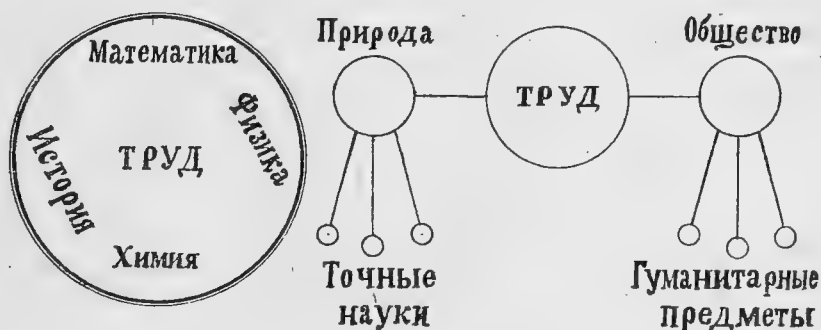 Математика
Физика
История
ТРУД
Химия
Природа
ТРУД
Общество
Точные
науки
Гуманитарные
предметы